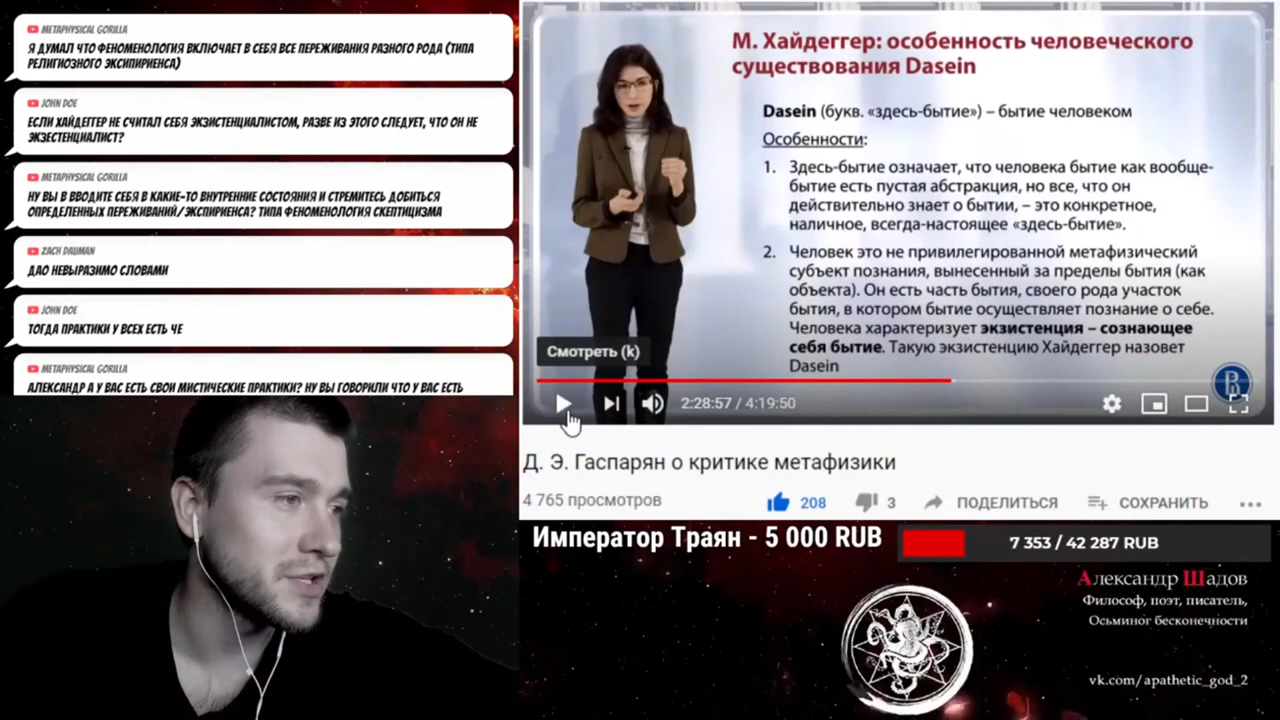 METAPHYSICAL GORILLA
Я ДУМАЛ ЧТО ФЕНОМЕНОЛОГИЯ ВКЛЮЧАЕТ В СЕБЯ ВСЕ ПЕРЕЖИВАНИЯ РАЗНОГО РОДА (ТИПА
РЕЛИГИОЗНОГО ЭКСИПИРИЕНСА)
JOHN DOE
ЕСЛИ ХАЙДЕГГЕР НЕ СЧИТАЛ СЕБЯ ЭКЗИСТЕНЦИАЛИСТОМ, РАЗВЕ ИЗ ЭТОГО СЛЕДУЕТ, ЧТО ОН НЕ
ЭКЗЕСТЕНЦИАЛИСТ?
METAPHYSICAL GORILLA
НУ ВЫ В ВВОДИТЕ СЕБЯ В КАКИЕ-ТО ВНУТРЕННИЕ СОСТОЯНИЯ И СТРЕМИТЕСЬ ДОБИТЬСЯ
ОПРЕДЕЛЕННЫХ ПЕРЕЖИВАНИЙ/ЭКСПИРИЕНСА? ТИПА ФЕНОМЕНОЛОГИЯ СКЕПТИЦИЗМА
ZACH DAUMAN
ДАО НЕВЫРАЗИМО СЛОВАМИ
JOHN DOE
ТОГДА ПРАКТИКИ У ВСЕХ ЕСТЬ ЧЕ
METAPHYSICAL GORILLA
АЛЕКСАНДР А У ВАС ЕСТЬ СВОИ МИСТИЧЕСКИЕ ПРАКТИКИ? НУ ВЫ ГОВОРИЛИ ЧТО У ВАС ЕСТЬ
М. Хайдеггер: особенность человеческого
существования Dasein
Dasein (букв. «здесь-бытие») – бытие человеком
Особенности:
1. Здесь-бытие означает, что человека бытие как вообще-
бытие есть пустая абстракция, но все, что он
действительно знает о бытии, – это конкретное,
наличное, всегда-настоящее «здесь-бытие».
2. Человек это не привилегированной метафизический
субъект познания, вынесенный за пределы бытия (как
объекта). Он есть часть бытия, своего рода участок
бытия, в котором бытие осуществляет познание о себе.
Человека характеризует экзистенция – сознающее
себя бытие. Такую экзистенцию Хайдеггер назовет
Dasein
Смотреть (k)
2:28:57 / 4:19:50
Д. Э. Гаспарян о критике метафизики
4 765 просмотров
208
3
ПОДЕЛИТЬСЯ
СОХРАНИТЬ
Император Траян - 5 000 RUB
7 353 / 42 287 RUB
Александр Шадов
Философ, поэт, писатель,
Осьминог бесконечности
vk.com/apathetic_god_2